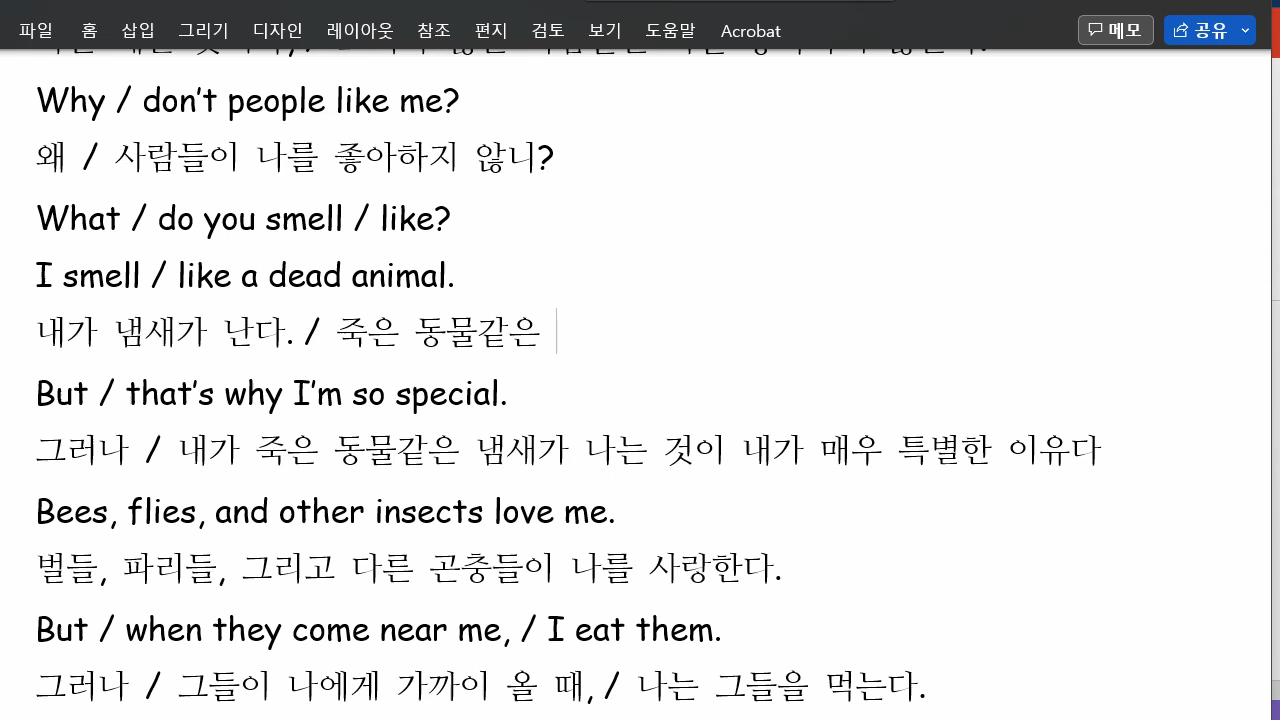 파일 홈 삽입 그리기 디자인 레이아웃 참조 편지 검토 보기 도움말 Acrobat 메모 공유
Why / don’t people like me?
왜 / 사람들이 나를 좋아하지 않니?
What / do you smell / like?
I smell / like a dead animal.
내가 냄새가 난다. / 죽은 동물같은
But / that’s why I’m so special.
그러나 / 내가 죽은 동물같은 냄새가 나는 것이 내가 매우 특별한 이유다
Bees, flies, and other insects love me.
벌들, 파리들, 그리고 다른 곤충들이 나를 사랑한다.
But / when they come near me, / I eat them.
그러나 / 그들이 나에게 가까이 올 때, / 나는 그들을 먹는다.